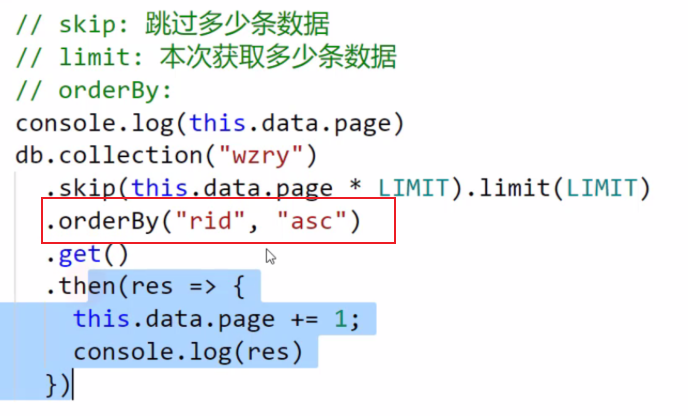 // skip: 跳过多少条数据
// limit: 本次获取多少条数据
// orderBy:
console.log(this.data.page)
db.collection("wzry")
.skip(this.data.page * LIMIT).limit(LIMIT)
.orderBy("rid", "asc")
.get()
.then(res => {
this.data.page += 1;
console.log(res)
})